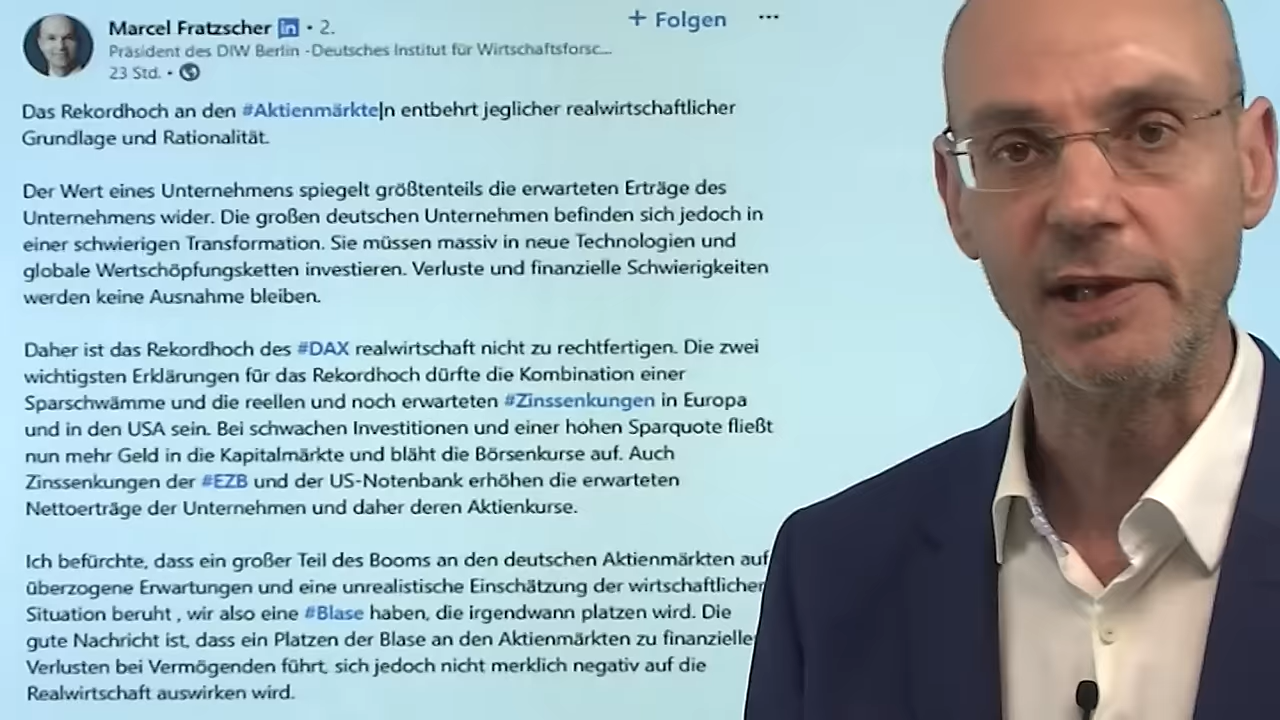 Marcel Fratzscher in • 2.
+ Folgen ...
Präsident des DIW Berlin -Deutsches Institut für Wirtschaftsforsc...
23 Std. •
Das Rekordhoch an den #Aktienmärkte|n entbehrt jeglicher realwirtschaftlicher
Grundlage und Rationalität.
Der Wert eines Unternehmens spiegelt größtenteils die erwarteten Erträge des
Unternehmens wider. Die großen deutschen Unternehmen befinden sich jedoch in
einer schwierigen Transformation. Sie müssen massiv in neue Technologien und
globale Wertschöpfungsketten investieren. Verluste und finanzielle Schwierigkeiten
werden keine Ausnahme bleiben.
Daher ist das Rekordhoch des #DAX realwirtschaft nicht zu rechtfertigen. Die zwei
wichtigsten Erklärungen für das Rekordhoch dürfte die Kombination einer
Sparschwämme und die reellen und noch erwarteten #Zinssenkungen in Europa
und in den USA sein. Bei schwachen Investitionen und einer hohen Sparquote fließt
nun mehr Geld in die Kapitalmärkte und bläht die Börsenkurse auf. Auch
Zinssenkungen der #EZB und der US-Notenbank erhöhen die erwarteten
Nettoerträge der Unternehmen und daher deren Aktienkurse.
Ich befürchte, dass ein großer Teil des Booms an den deutschen Aktienmärkten auf
überzogene Erwartungen und eine unrealistische Einschätzung der wirtschaftlichen
Situation beruht , wir also eine #Blase haben, die irgendwann platzen wird. Die
gute Nachricht ist, dass ein Platzen der Blase an den Aktienmärkten zu finanzielle
Verlusten bei Vermögenden führt, sich jedoch nicht merklich negativ auf die
Realwirtschaft auswirken wird.